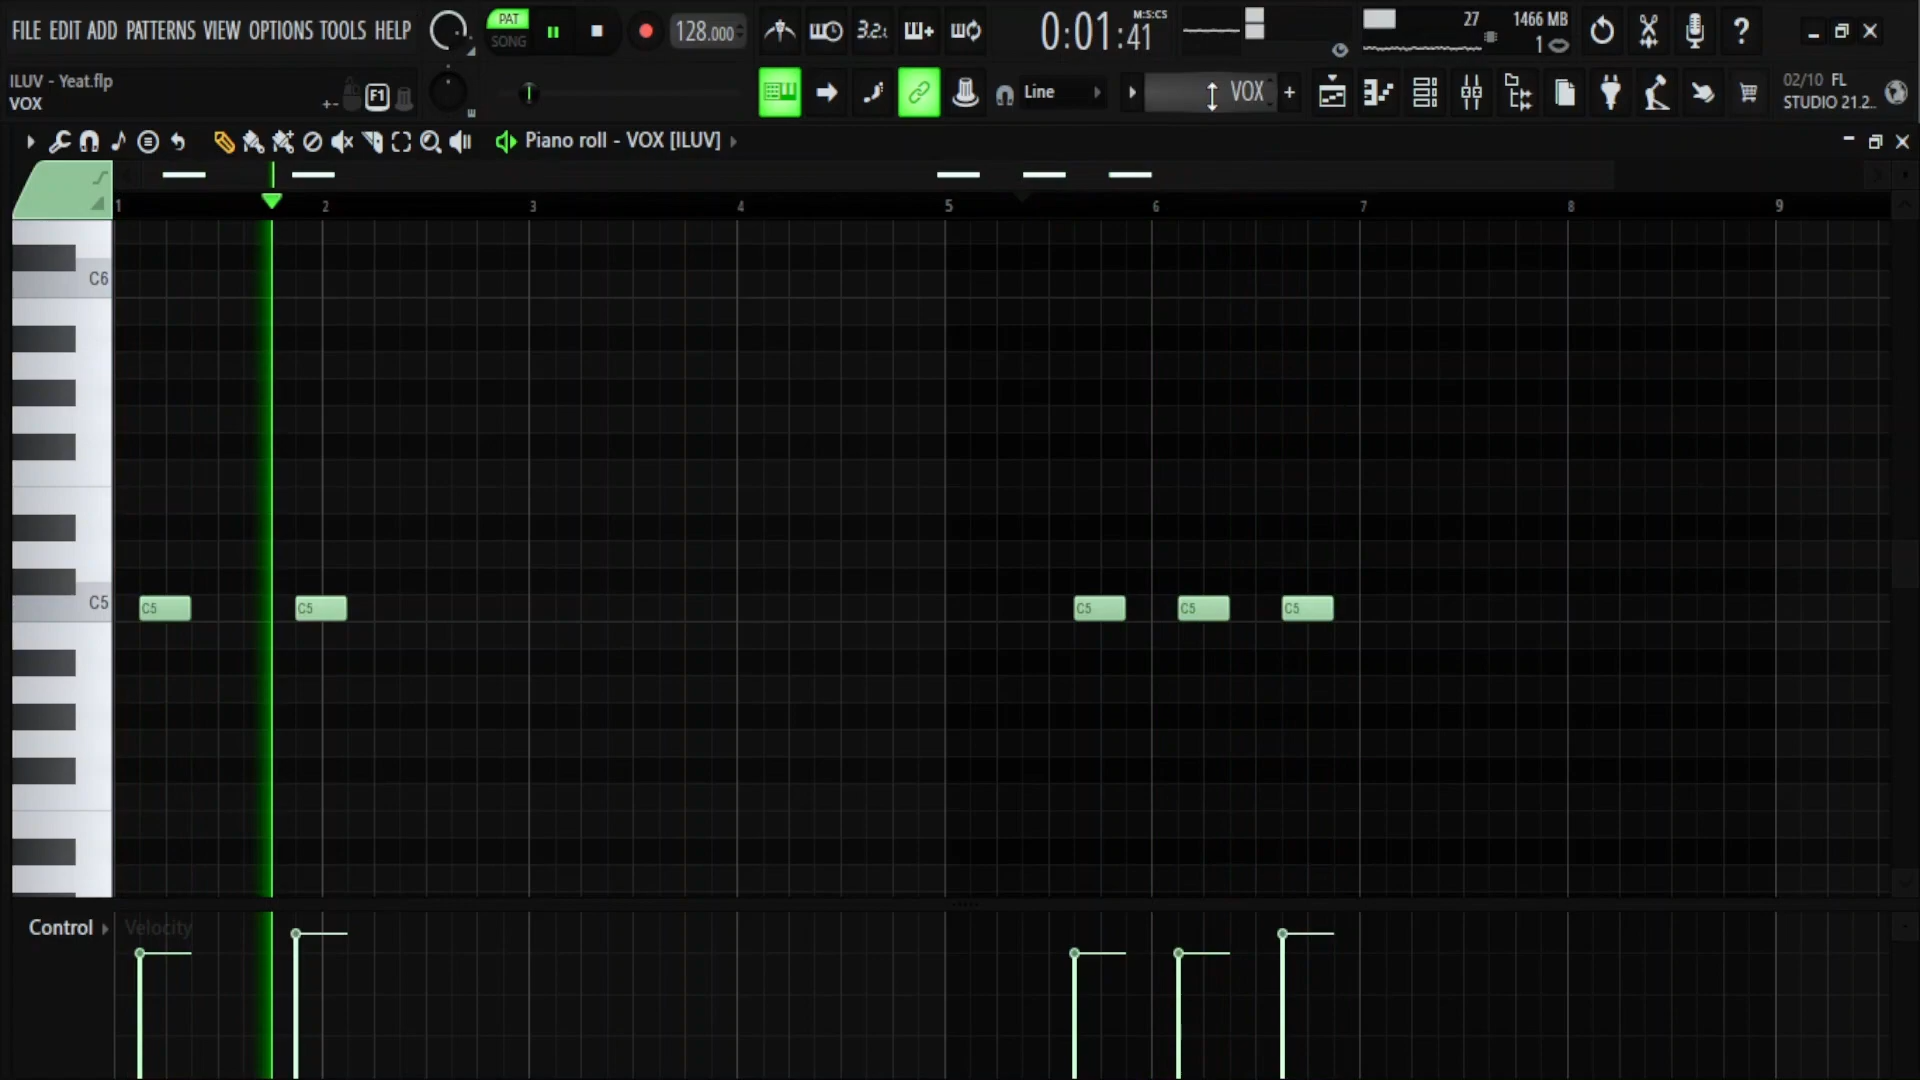 FILE EDIT ADD PATTERNS VIEW OPTIONS TOOLS HELP
PAT
SONG
128.000
3.2.
0:01:41
M:S:CS
27
1466 MB
1
ILUV - Yeat.flp
VOX
F1
Line
VOX
02/10 FL
STUDIO 21.2..
Piano roll - VOX [ILUV]
1 2 3 4 5 6 7 8 9
C6
C5
C5 C5 C5 C5 C5
Control
Velocity